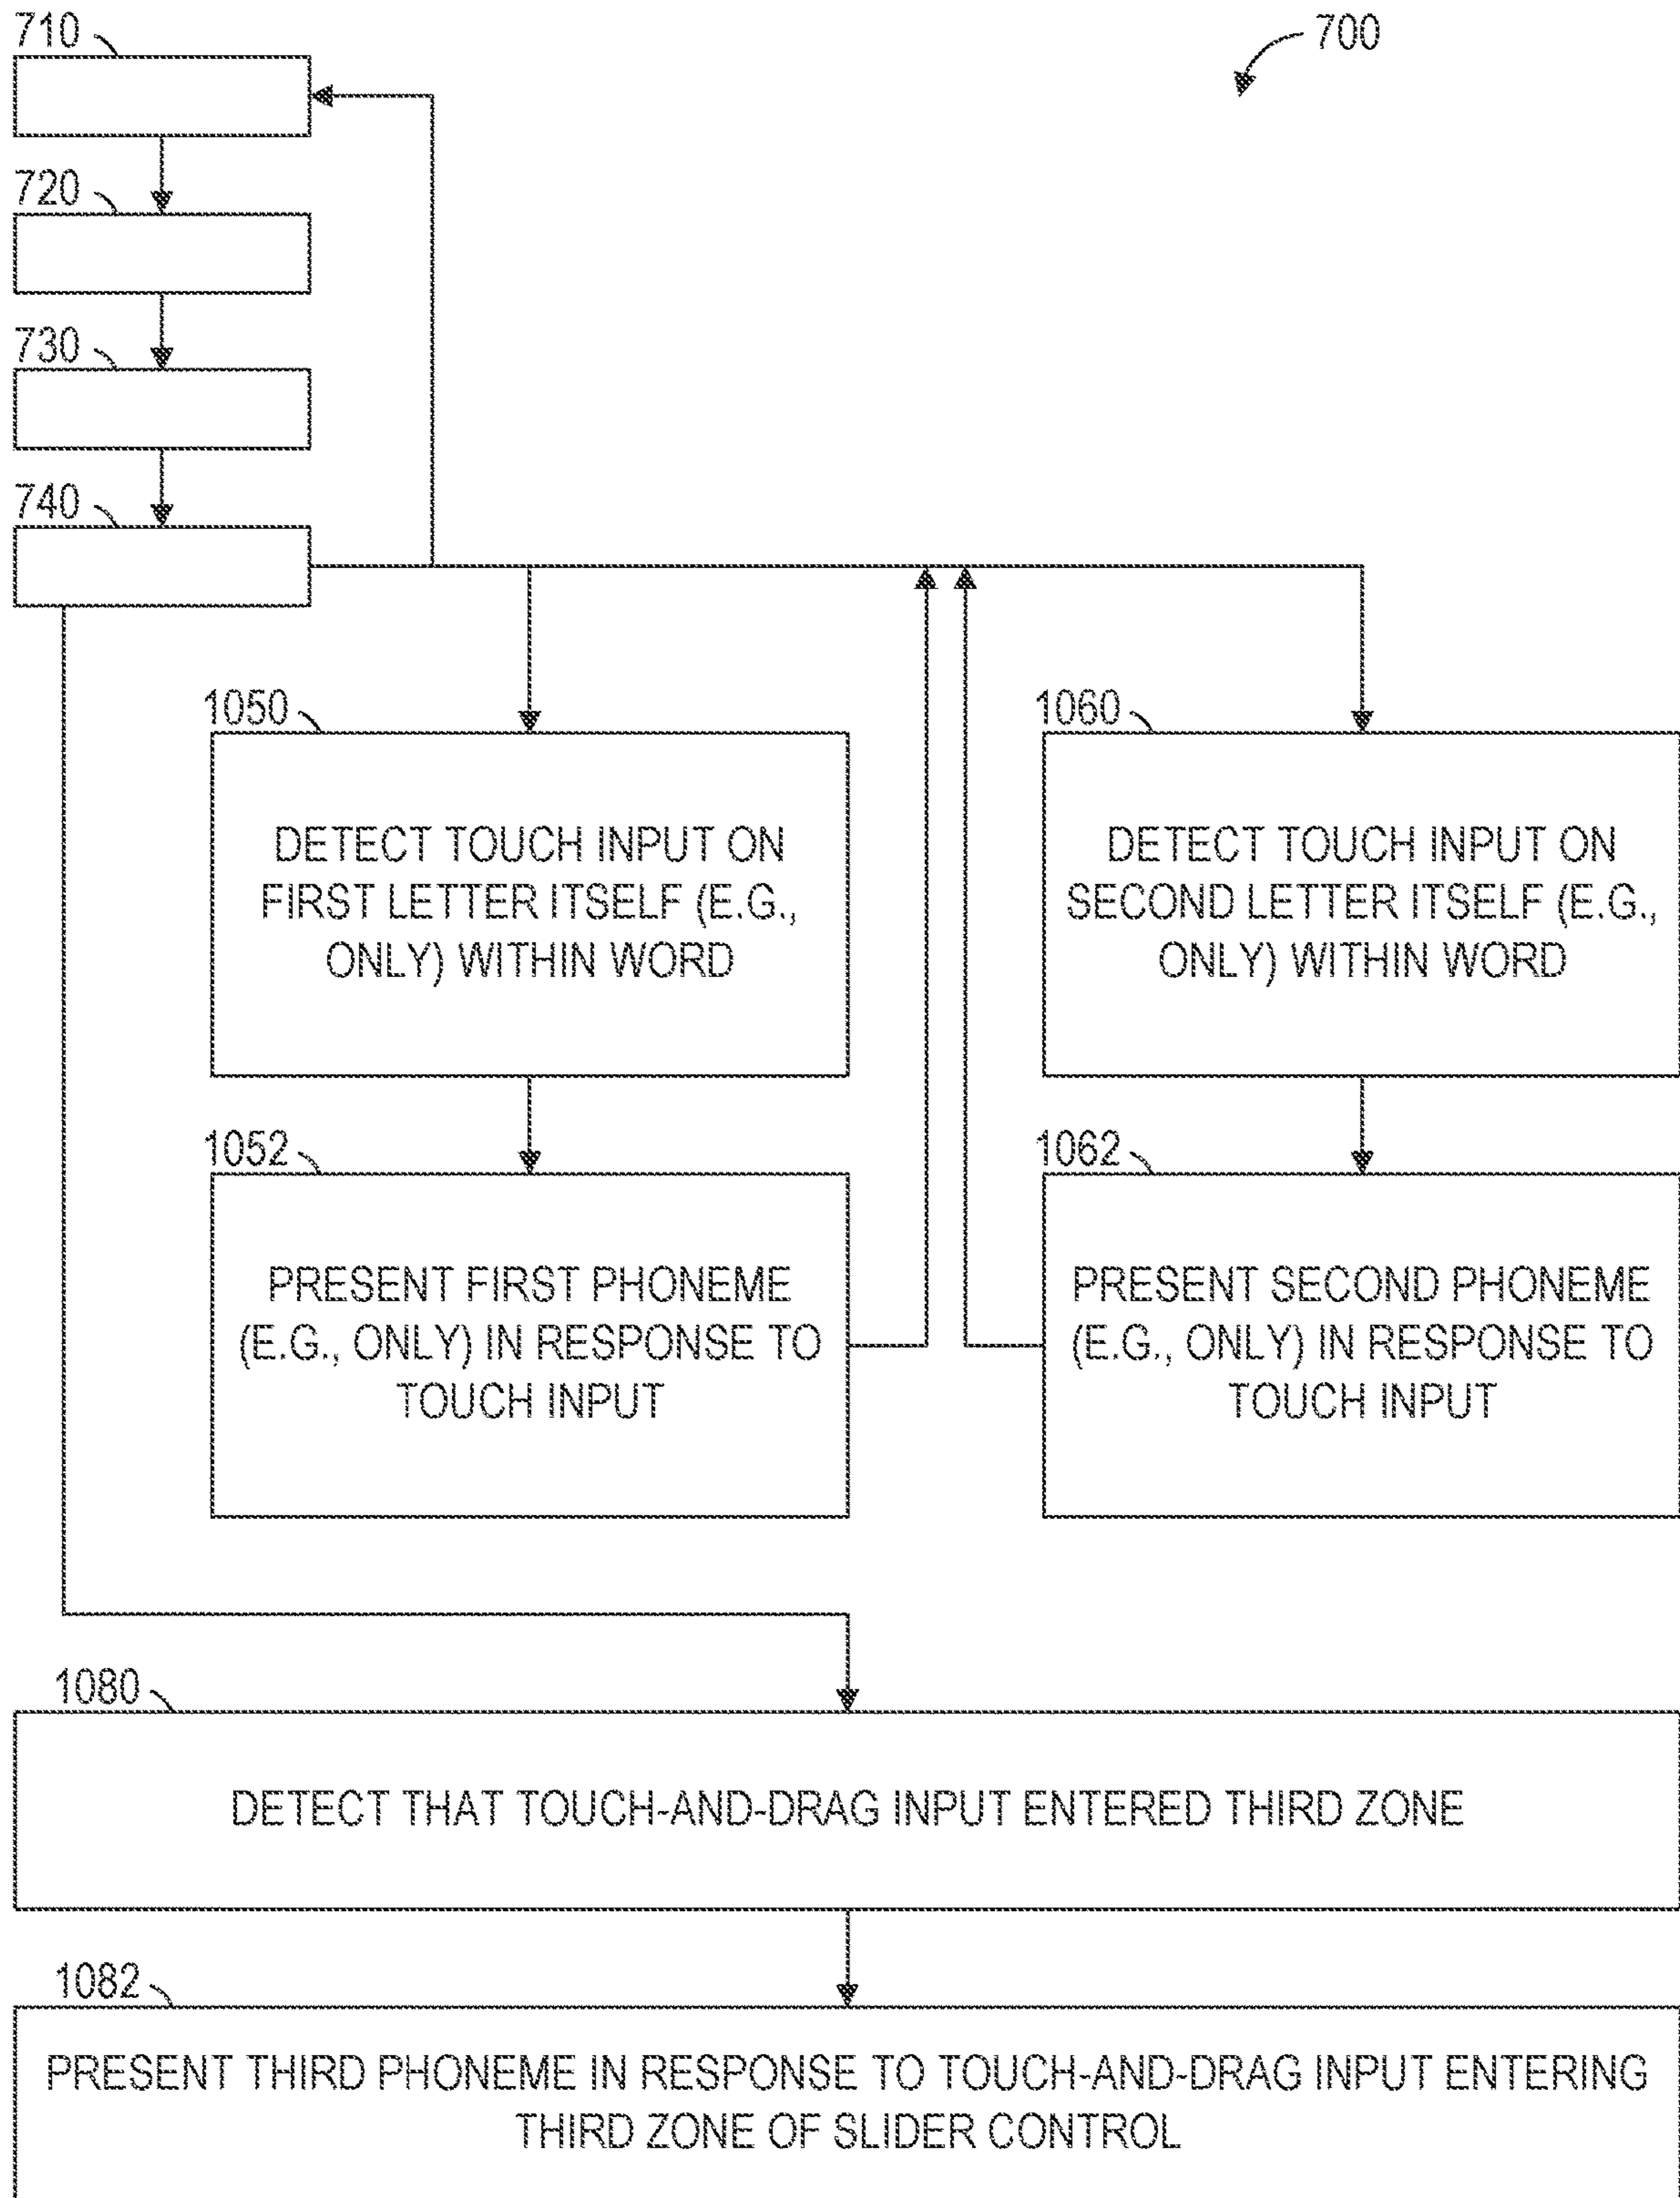 710
700
720
730
740
1050
DETECT TOUCH INPUT ON
FIRST LETTER ITSELF (E.G.,
ONLY) WITHIN WORD
1060
DETECT TOUCH INPUT ON
SECOND LETTER ITSELF (E.G.,
ONLY) WITHIN WORD
1052
PRESENT FIRST PHONEME
(E.G., ONLY) IN RESPONSE TO
TOUCH INPUT
1062
PRESENT SECOND PHONEME
(E.G., ONLY) IN RESPONSE TO
TOUCH INPUT
1080
DETECT THAT TOUCH-AND-DRAG INPUT ENTERED THIRD ZONE
1082
PRESENT THIRD PHONEME IN RESPONSE TO TOUCH-AND-DRAG INPUT ENTERING
THIRD ZONE OF SLIDER CONTROL